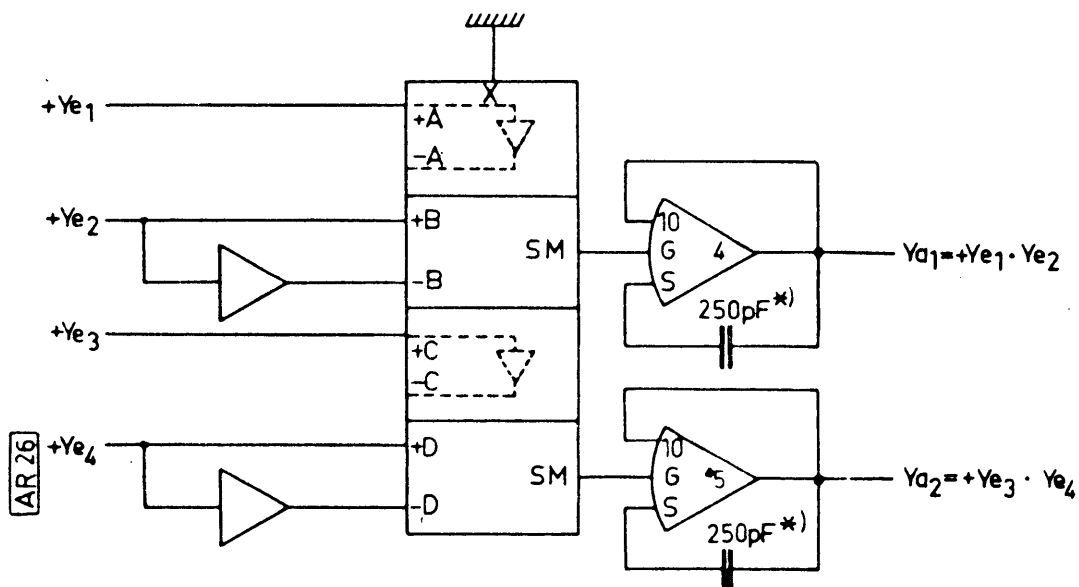 +Ye1
+A
-A
+Ye2
+B
SM
10
G
4
S
Ya1=+Ye1·Ye2
-B
250pF*)
+Ye3
+C
-C
AR 26
+Ye4
+D
SM
10
G
5
S
Ya2=+Ye3·Ye4
-D
250pF*)